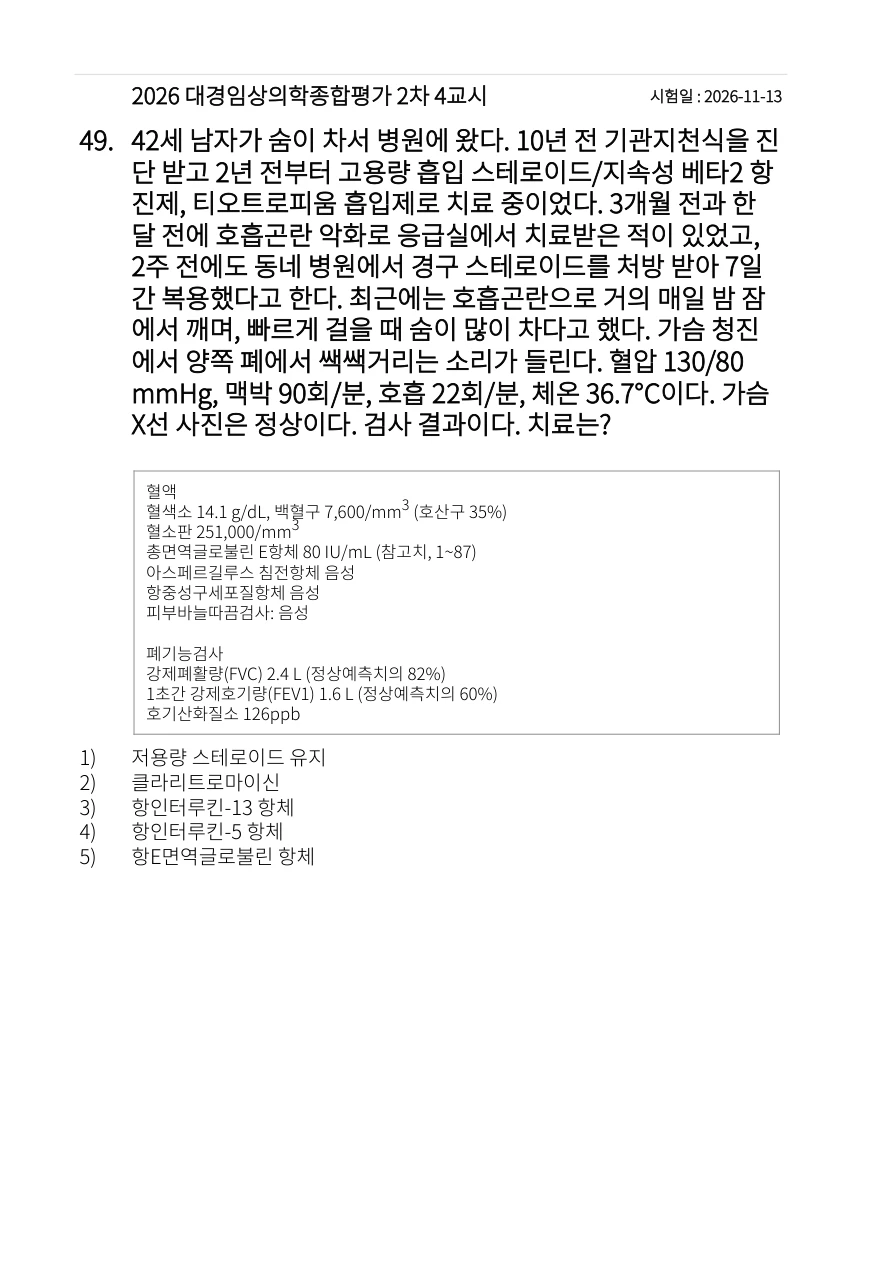 2026 대경임상의학종합평가 2차 4교시
시험일 : 2026-11-13
49. 42세 남자가 숨이 차서 병원에 왔다. 10년 전 기관지천식을 진
단 받고 2년 전부터 고용량 흡입 스테로이드/지속성 베타2 항
진제, 티오트로피움 흡입제로 치료 중이었다. 3개월 전과 한
달 전에 호흡곤란 악화로 응급실에서 치료받은 적이 있었고,
2주 전에도 동네 병원에서 경구 스테로이드를 처방 받아 7일
간 복용했다고 한다. 최근에는 호흡곤란으로 거의 매일 밤 잠
에서 깨며, 빠르게 걸을 때 숨이 많이 차다고 했다. 가슴 청진
에서 양쪽 폐에서 쌕쌕거리는 소리가 들린다. 혈압 130/80
mmHg, 맥박 90회/분, 호흡 22회/분, 체온 36.7°C이다. 가슴
X선 사진은 정상이다. 검사 결과이다. 치료는?
혈액
혈색소 14.1 g/dL, 백혈구 7,600/mm³ (호산구 35%)
혈소판 251,000/mm³
총면역글로불린 E항체 80 IU/mL (참고치, 1~87)
아스페르길루스 침전항체 음성
항중성구세포질항체 음성
피부바늘따끔검사: 음성
폐기능검사
강제폐활량(FVC) 2.4 L (정상예측치의 82%)
1초간 강제호기량(FEV1) 1.6 L (정상예측치의 60%)
호기산화질소 126ppb
1) 저용량 스테로이드 유지
2) 클라리트로마이신
3) 항인터루킨-13 항체
4) 항인터루킨-5 항체
5) 항E면역글로불린 항체